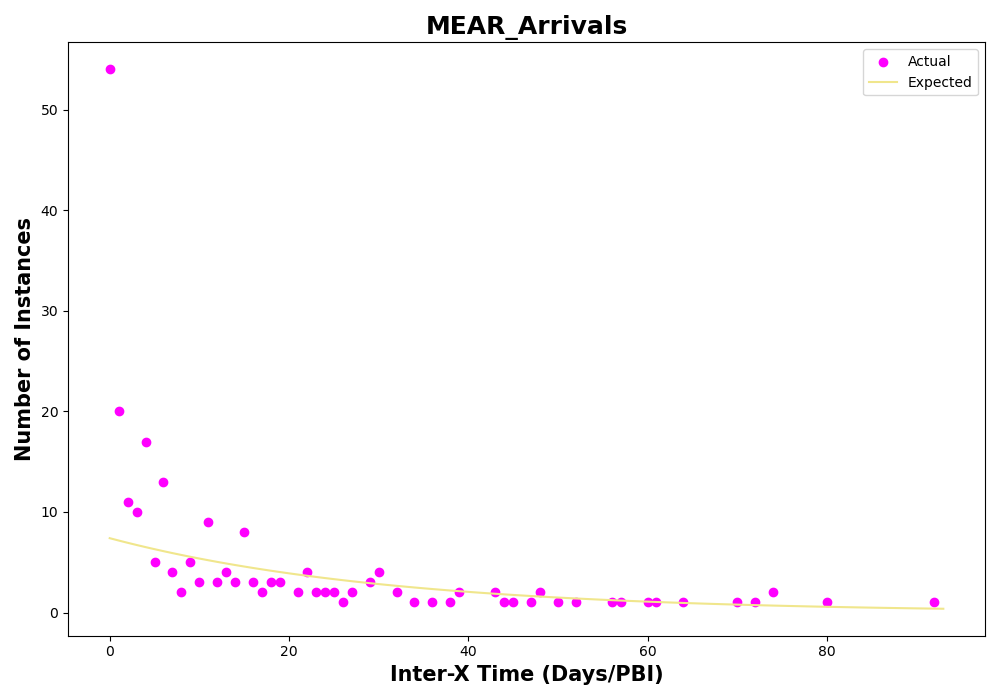 MEAR_Arrivals
Actual
Expected
Number of Instances
50
40
30
20
10
0
0 20 40 60 80
Inter-X Time (Days/PBI)